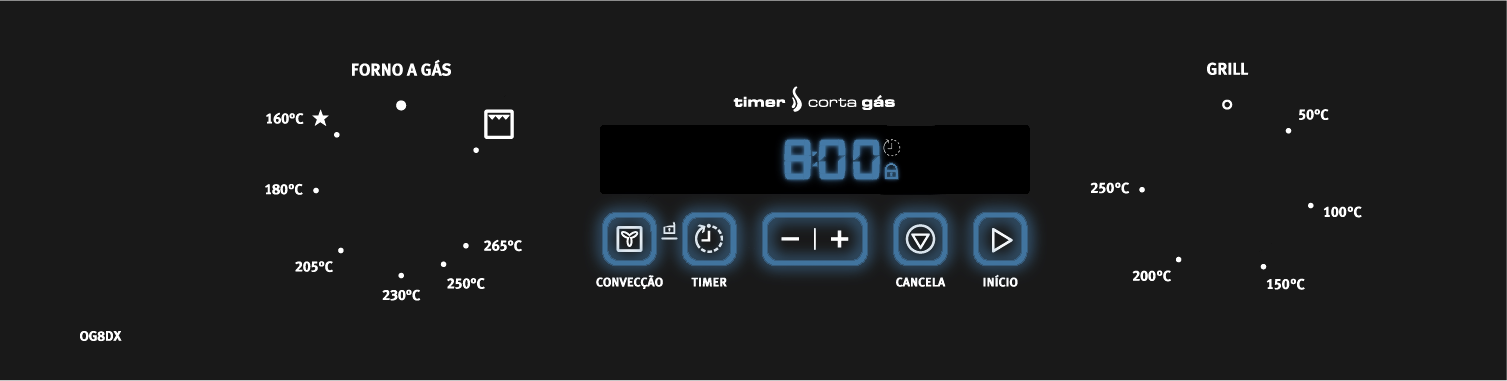 FORNO A GÁS
160ºC
180ºC
205ºC
230ºC
250ºC
265ºC
timer corta gás
8:00
CONVECÇÃO
TIMER
− | +
CANCELA
INÍCIO
GRILL
50ºC
100ºC
150ºC
200ºC
250ºC
OG8DX